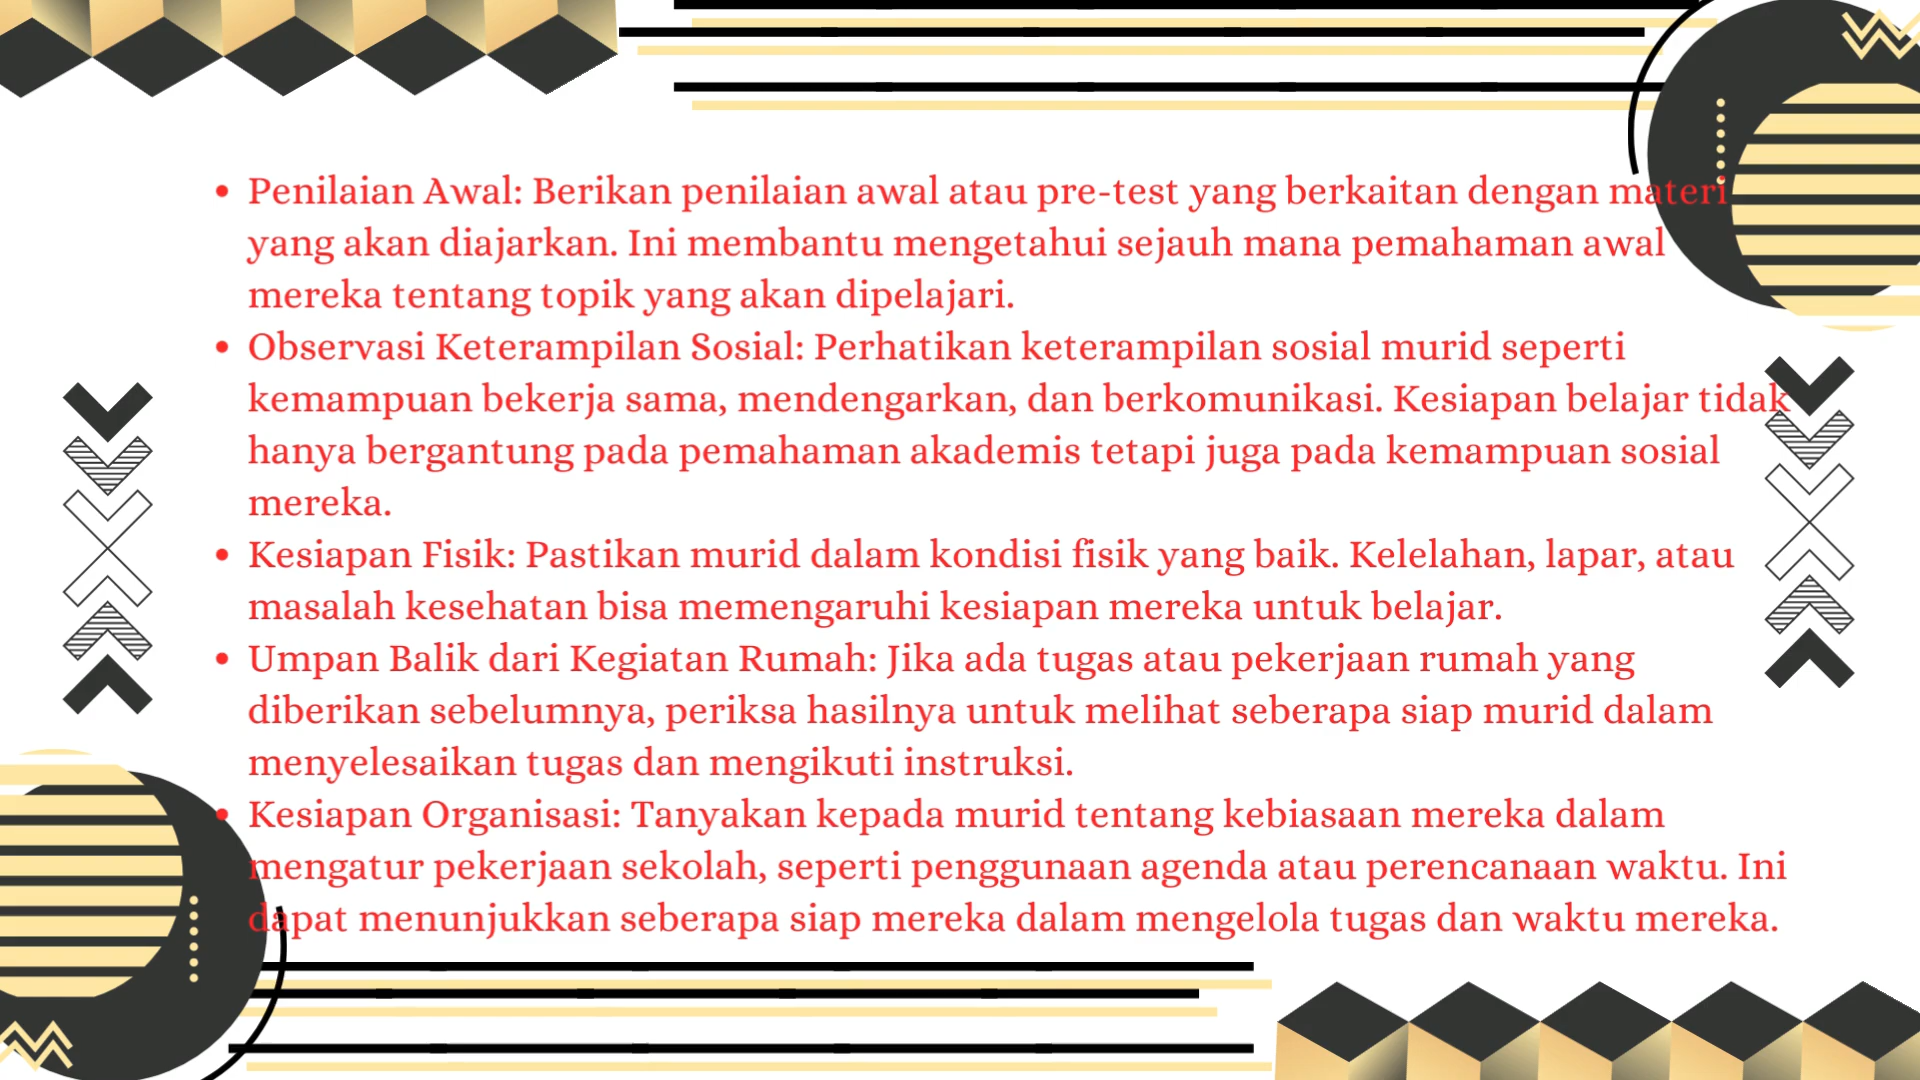 • Penilaian Awal: Berikan penilaian awal atau pre-test yang berkaitan dengan materi
yang akan diajarkan. Ini membantu mengetahui sejauh mana pemahaman awal
mereka tentang topik yang akan dipelajari.
• Observasi Keterampilan Sosial: Perhatikan keterampilan sosial murid seperti
kemampuan bekerja sama, mendengarkan, dan berkomunikasi. Kesiapan belajar tidak
hanya bergantung pada pemahaman akademis tetapi juga pada kemampuan sosial
mereka.
• Kesiapan Fisik: Pastikan murid dalam kondisi fisik yang baik. Kelelahan, lapar, atau
masalah kesehatan bisa memengaruhi kesiapan mereka untuk belajar.
• Umpan Balik dari Kegiatan Rumah: Jika ada tugas atau pekerjaan rumah yang
diberikan sebelumnya, periksa hasilnya untuk melihat seberapa siap murid dalam
menyelesaikan tugas dan mengikuti instruksi.
• Kesiapan Organisasi: Tanyakan kepada murid tentang kebiasaan mereka dalam
mengatur pekerjaan sekolah, seperti penggunaan agenda atau perencanaan waktu. Ini
dapat menunjukkan seberapa siap mereka dalam mengelola tugas dan waktu mereka.